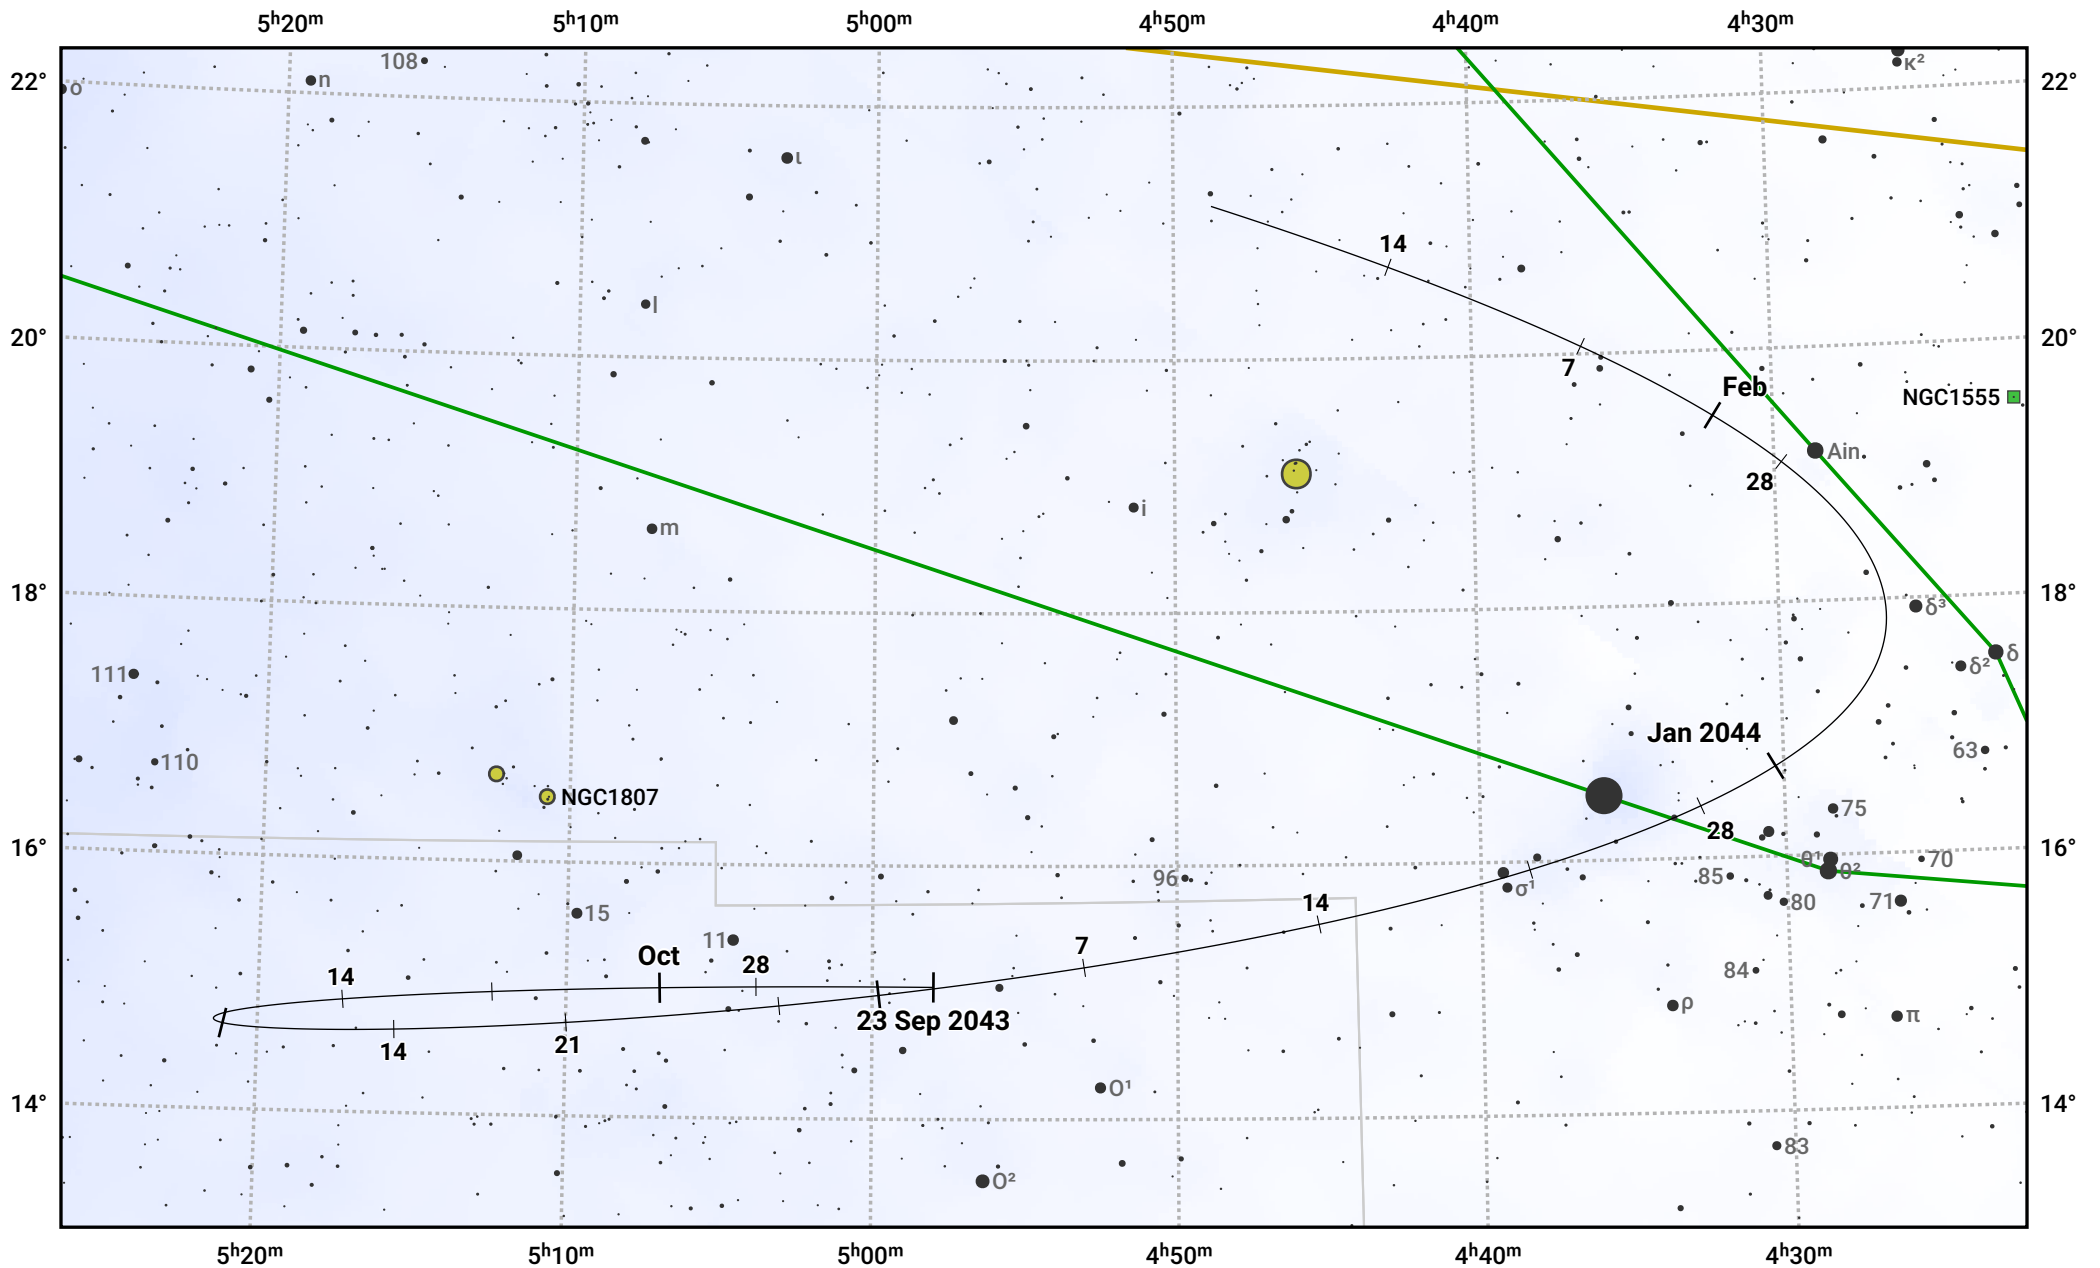 5ʰ20ᵐ 5ʰ10ᵐ 5ʰ00ᵐ 4ʰ50ᵐ 4ʰ40ᵐ 4ʰ30ᵐ
108
κ²
22° n 22°
ο
ι
14
l
20° 20°
7
Feb
NGC1555
Ain
28
i
m
18° 18°
δ³
δ
δ²
111
Jan 2044
63
110
NGC1807
75
28
16° 16°
θ¹
70
θ²
85
96
σ¹
80
71
14
15
11
7
Oct
28
84
14
ρ
π
23 Sep 2043
21
14
O¹
14° 14°
83
O²
5ʰ20ᵐ 5ʰ10ᵐ 5ʰ00ᵐ 4ʰ50ᵐ 4ʰ40ᵐ 4ʰ30ᵐ